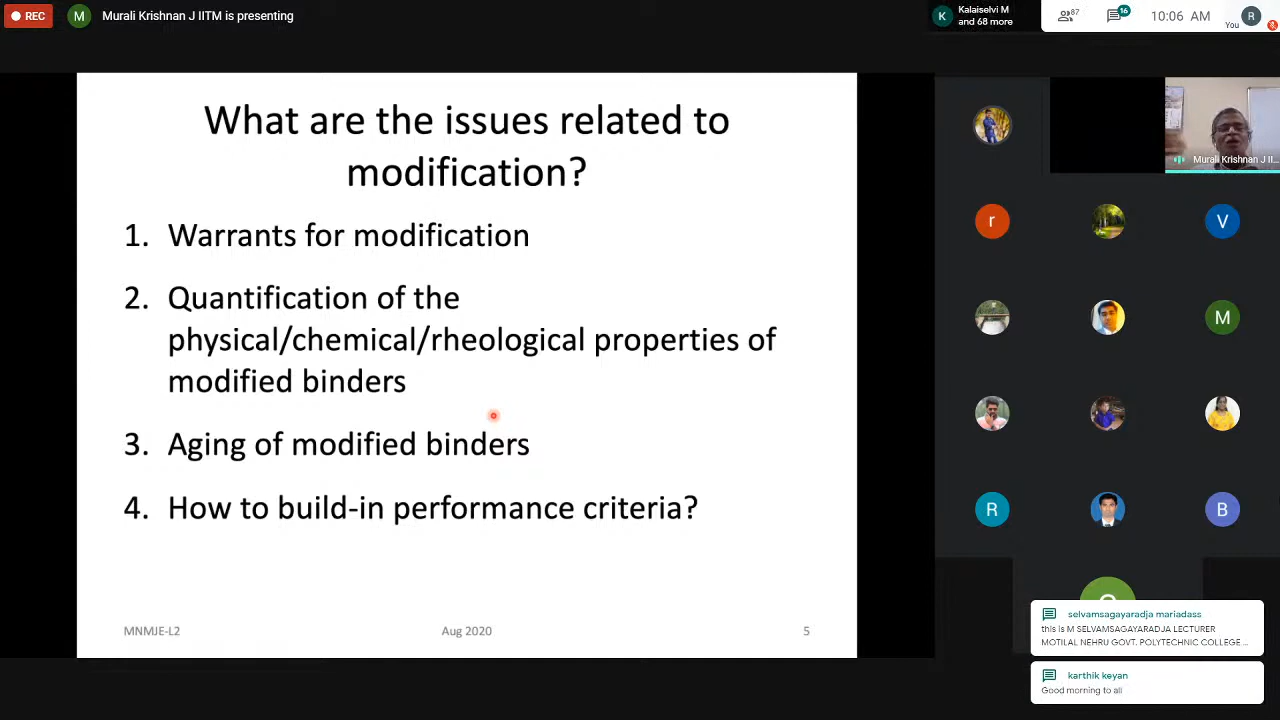 REC
M
Murali Krishnan J IITM is presenting
K
Kalaiselvi M
and 68 more
87
16
10:06 AM
You
R
What are the issues related to
modification?
1. Warrants for modification
2. Quantification of the
physical/chemical/rheological properties of
modified binders
3. Aging of modified binders
4. How to build-in performance criteria?
MNMJE-L2
Aug 2020
5
Murali Krishnan J II...
r
V
M
R
B
selvamsagayaradja mariadass
this is M SELVAMSAGAYARADJA LECTURER
MOTILAL NEHRU GOVT. POLYTECHNIC COLLEGE ...
karthik keyan
Good morning to all